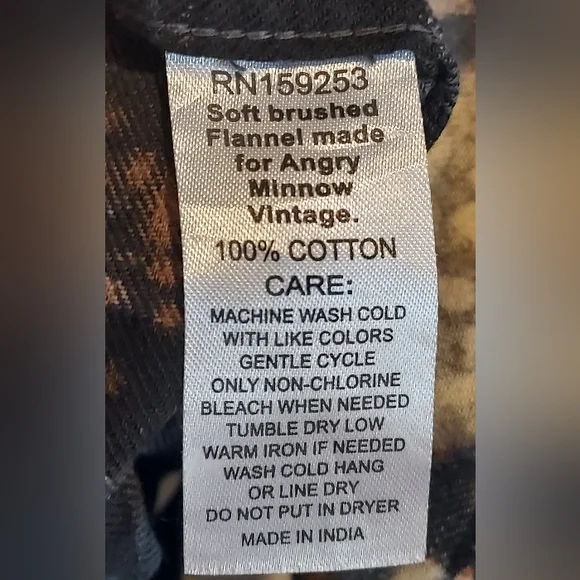 RN159253
Soft brushed
Flannel made
for Angry
Minnow
Vintage.
100% COTTON
CARE:
MACHINE WASH COLD
WITH LIKE COLORS
GENTLE CYCLE
ONLY NON-CHLORINE
BLEACH WHEN NEEDED
TUMBLE DRY LOW
WARM IRON IF NEEDED
WASH COLD HANG
OR LINE DRY
DO NOT PUT IN DRYER
MADE IN INDIA